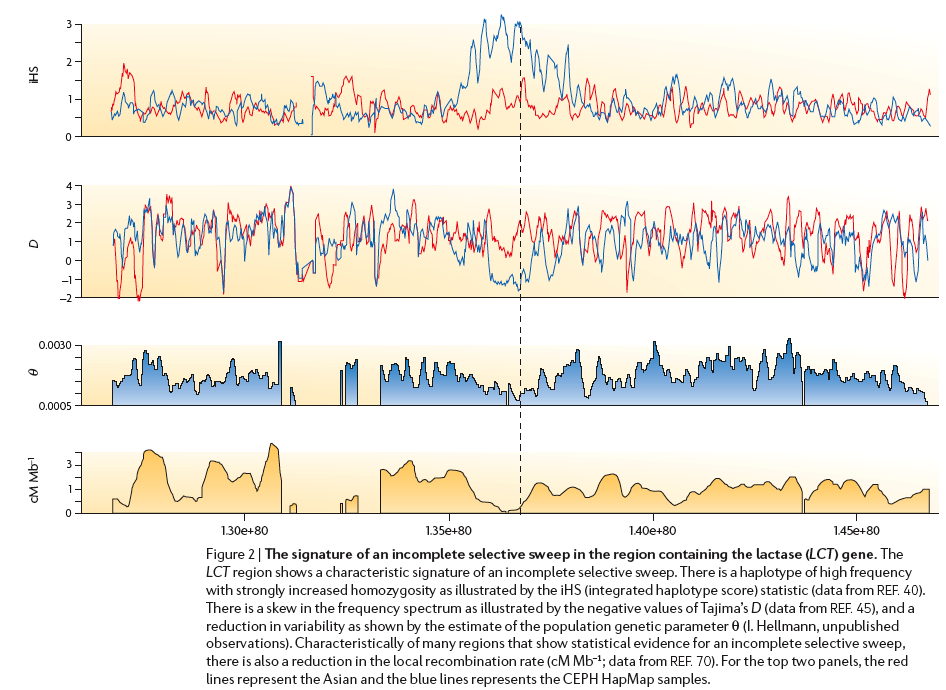 3
2
1
0
iHS
4
3
2
1
0
–1
–2
D
0.0030
0.0005
θ
3
1
0
cM Mb⁻¹
1.30e+80
1.35e+80
1.40e+80
1.45e+80
Figure 2 | The signature of an incomplete selective sweep in the region containing the lactase (LCT) gene. The
LCT region shows a characteristic signature of an incomplete selective sweep. There is a haplotype of high frequency
with strongly increased homozygosity as illustrated by the iHS (integrated haplotype score) statistic (data from REF. 40).
There is a skew in the frequency spectrum as illustrated by the negative values of Tajima's D (data from REF. 45), and a
reduction in variability as shown by the estimate of the population genetic parameter θ (I. Hellmann, unpublished
observations). Characteristically of many regions that show statistical evidence for an incomplete selective sweep,
there is also a reduction in the local recombination rate (cM Mb⁻¹; data from REF. 70). For the top two panels, the red
lines represent the Asian and the blue lines represents the CEPH HapMap samples.